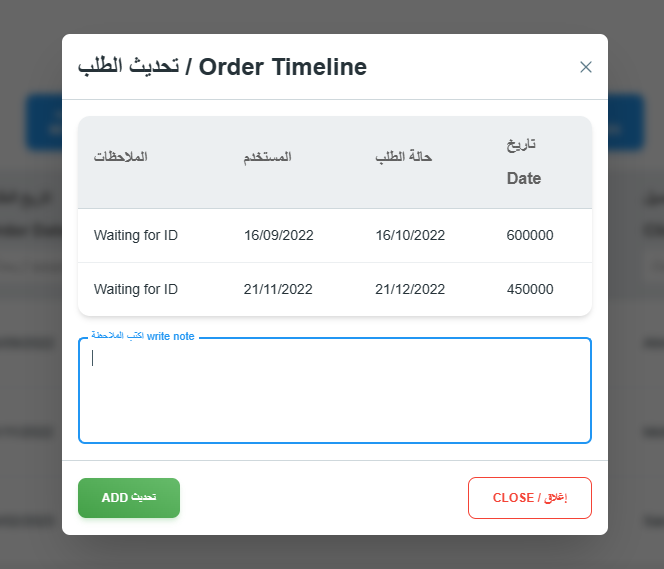 تحديث الطلب / Order Timeline
الملاحظات المستخدم حالة الطلب تاريخ
Date
Waiting for ID 16/09/2022 16/10/2022 600000
Waiting for ID 21/11/2022 21/12/2022 450000
اكتب الملاحظة write note
ADD تحديث
CLOSE / إغلاق